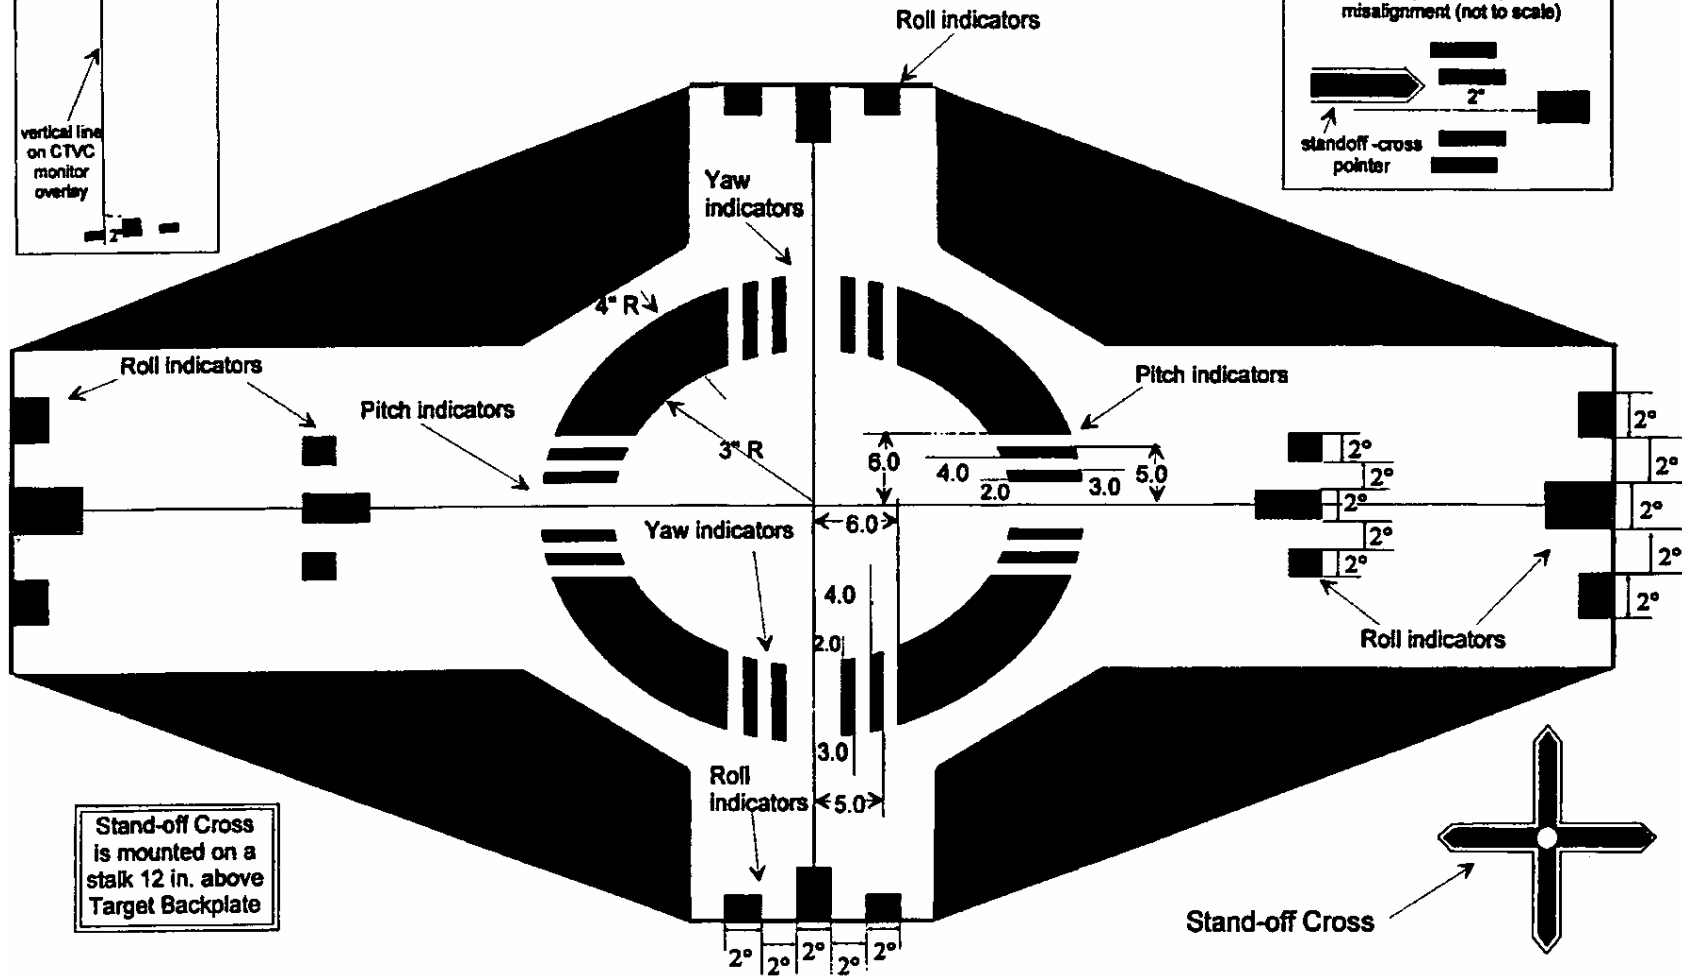 Roll indicators
misalignment (not to scale)
2°
standoff -cross
pointer
vertical line
on CTVC
monitor
overlay
2°
Yaw
indicators
4" R
Roll indicators
Pitch indicators
3" R
Pitch indicators
6.0
4.0
2.0
3.0
5.0
2°
2°
2°
2°
2°
2°
2°
2°
2°
2°
6.0
Yaw indicators
4.0
2.0
3.0
5.0
Roll indicators
Roll
indicators
2°
2°
2°
2°
2°
Stand-off Cross
is mounted on a
stalk 12 in. above
Target Backplate
Stand-off Cross